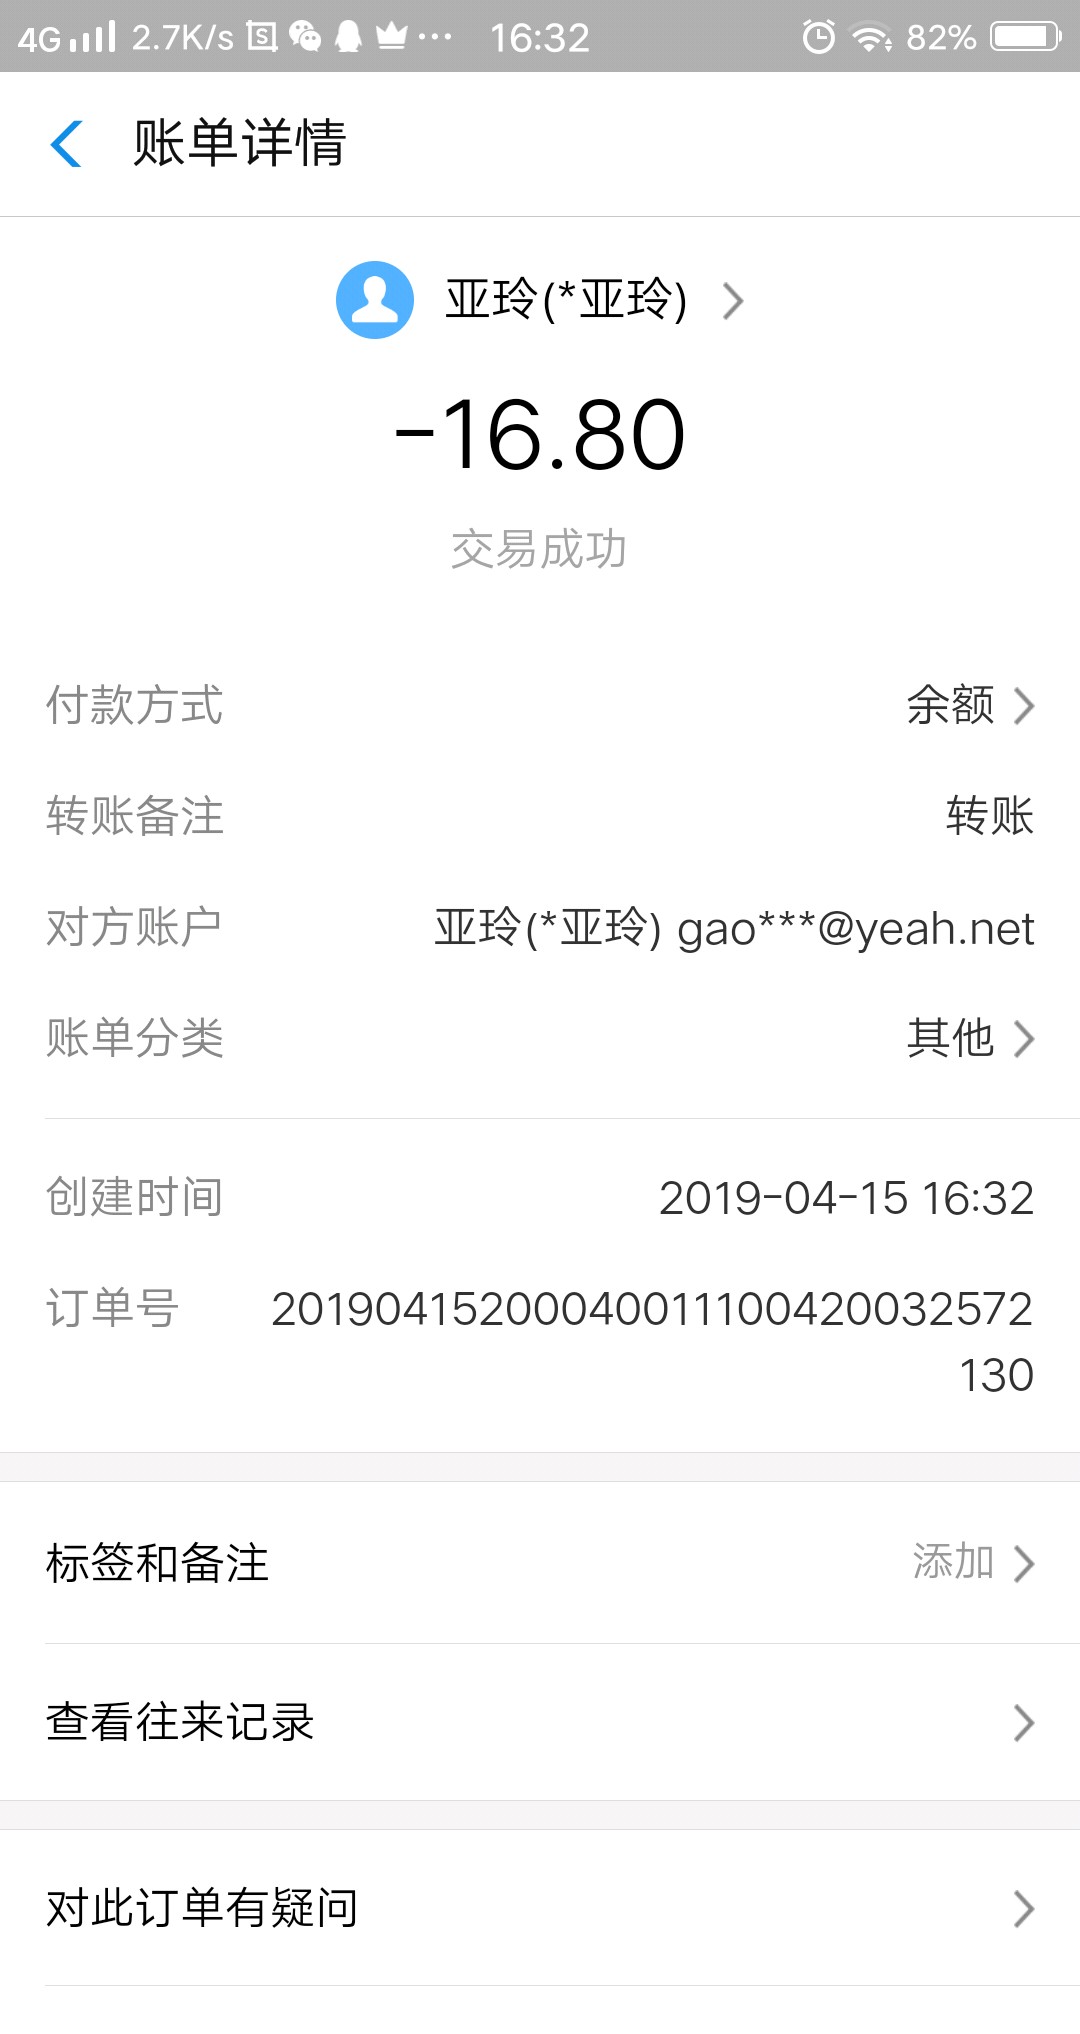 4G 2.7K/s 16:32 82%
账单详情
亚玲(*亚玲)
-16.80
交易成功
付款方式 余额
转账备注 转账
对方账户 亚玲(*亚玲) gao***@yeah.net
账单分类 其他
创建时间 2019-04-15 16:32
订单号 20190415200040011100420032572
130
标签和备注 添加
查看往来记录
对此订单有疑问